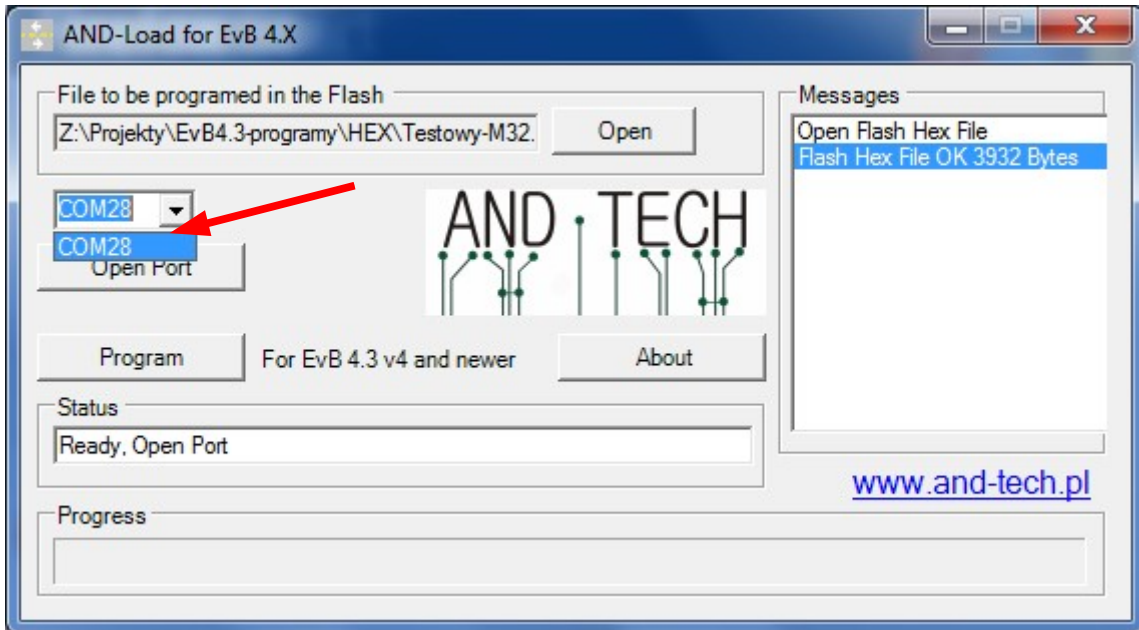 AND-Load for EvB 4.X
File to be programed in the Flash
Z:\Projekty\EvB4.3-programy\HEX\Testowy-M32.
Open
COM28
COM28
Open Port
AND TECH
Program
For EvB 4.3 v4 and newer
About
Status
Ready, Open Port
Progress
Messages
Open Flash Hex File
Flash Hex File OK 3932 Bytes
www.and-tech.pl